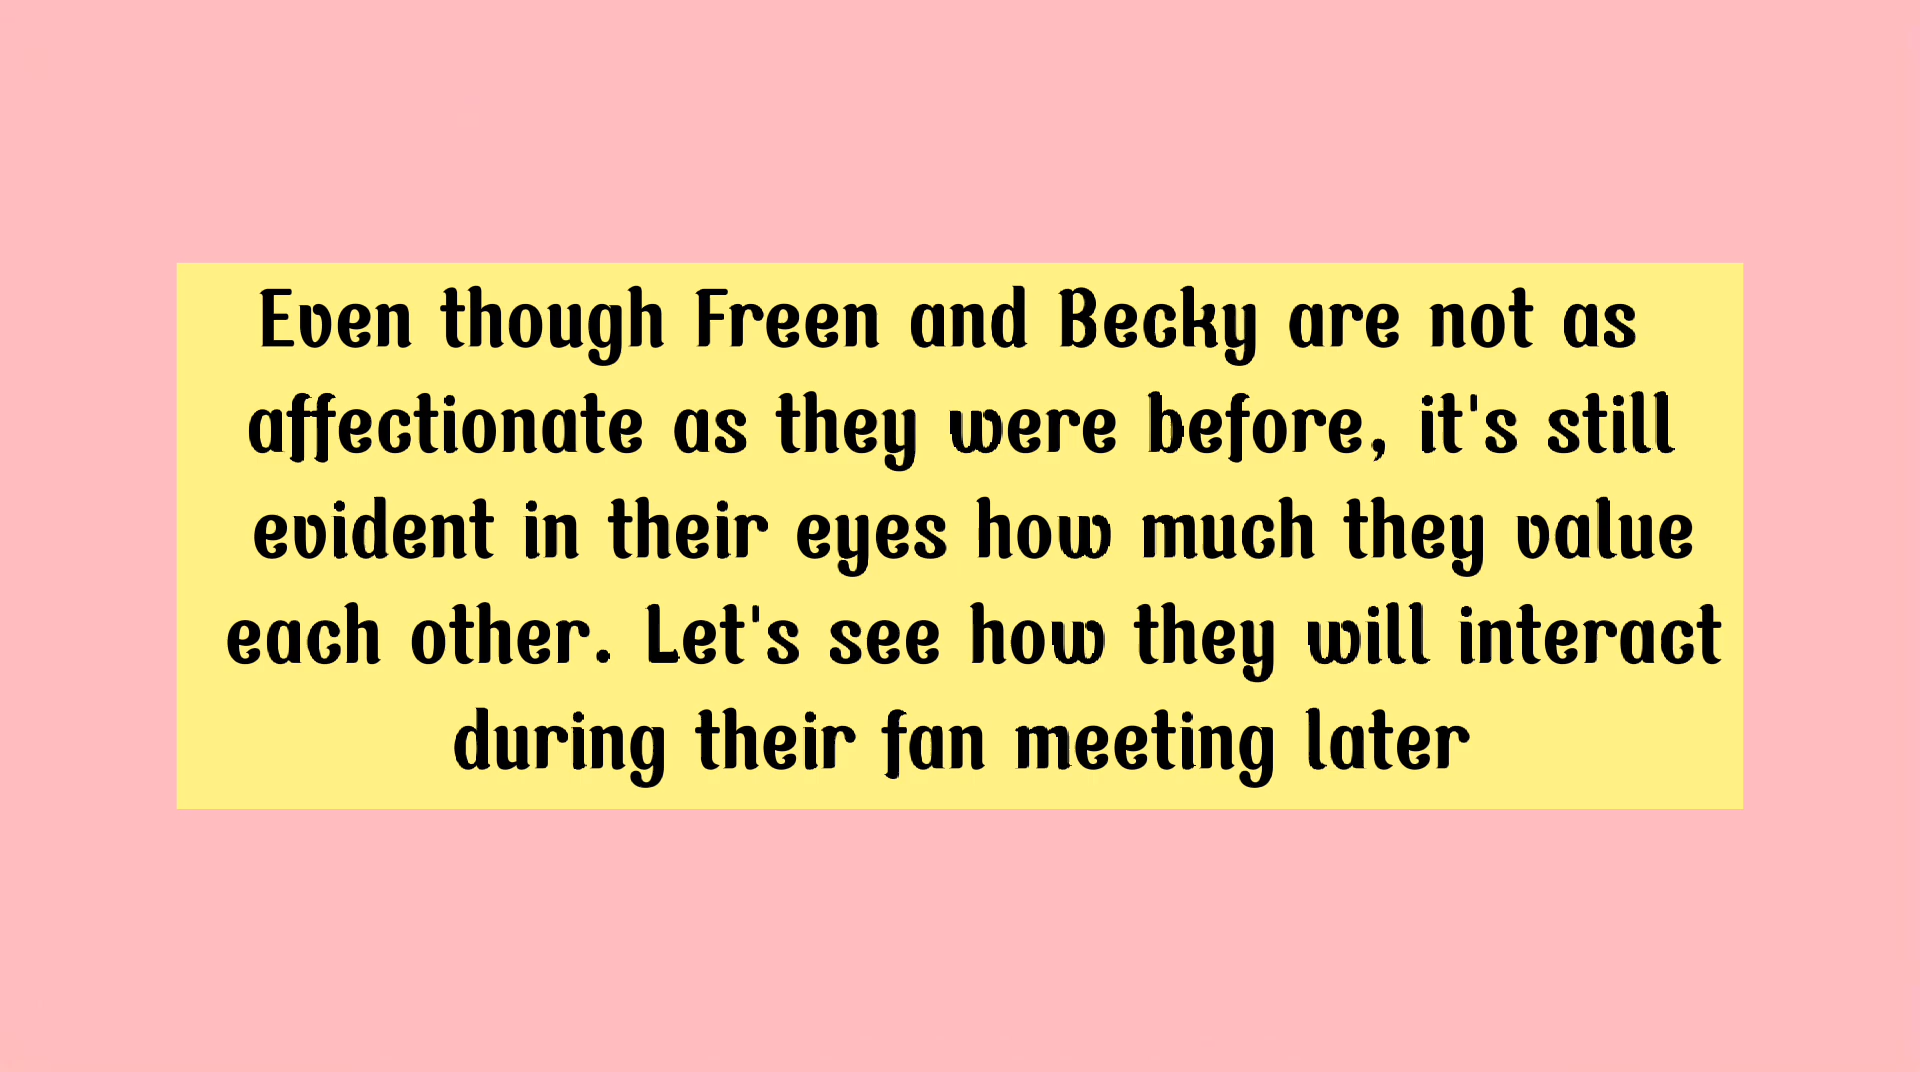 Even though Freen and Becky are not as
affectionate as they were before, it's still
evident in their eyes how much they value
each other. Let's see how they will interact
during their fan meeting later